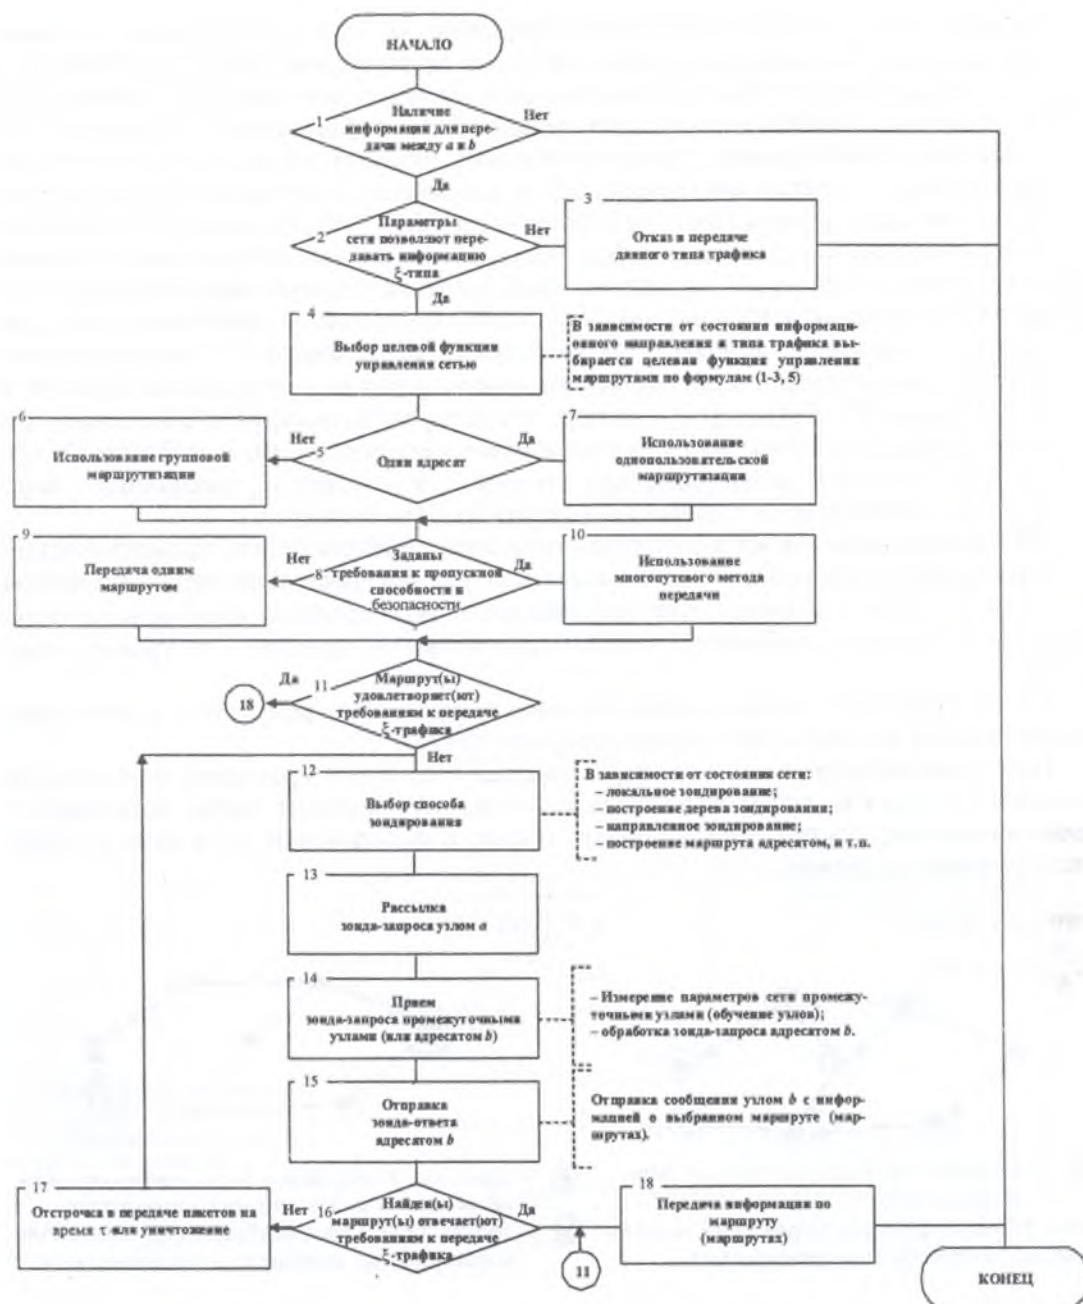 НАЧАЛО
1
Наличие
информации для пере-
дачи между a и b
Нет
Да
2
Параметры
сети позволяют пере-
давать информацию
ξ-типа
Нет
3
Отказ в передаче
данного типа трафика
Да
4
Выбор целевой функции
управления сетью
В зависимости от состояния информаци-
онного направления и типа трафика вы-
бирается целевая функция управления
маршрутами по формулам (1-3, 5)
6
Использование групповой
маршрутизации
Нет
5
Один адресат
Да
7
Использование
однопользовательской
маршрутизации
9
Передача одним
маршрутом
Нет
8
Заданы
требования к пропускной
способности и
безопасности
Да
10
Использование
многопутевого метода
передачи
18
Да
11
Маршрут(ы)
удовлетворяет(ют)
требованиям к передаче
ξ-трафика
Нет
12
Выбор способа
зондирования
В зависимости от состояния сети:
– локальное зондирование;
– построение дерева зондирования;
– направленное зондирование;
– построение маршрута адресатом, и т.п.
13
Рассылка
зонда-запроса узлом a
14
Прием
зонда-запроса промежуточными
узлами (или адресатом b)
– Измерение параметров сети промежу-
точными узлами (обучение узлов);
– обработка зонда-запроса адресатом b.
15
Отправка
зонда-ответа
адресатом b
Отправка сообщения узлом b с инфор-
мацией о выбранном маршруте (мар-
шрутах).
17
Отстрочка в передаче пакетов на
время τ или уничтожение
Нет
16
Найден(ы)
маршрут(ы) отвечает(ют)
требованиям к передаче
ξ-трафика
Да
11
18
Передача информации по
маршруту
(маршрутах)
КОНЕЦ